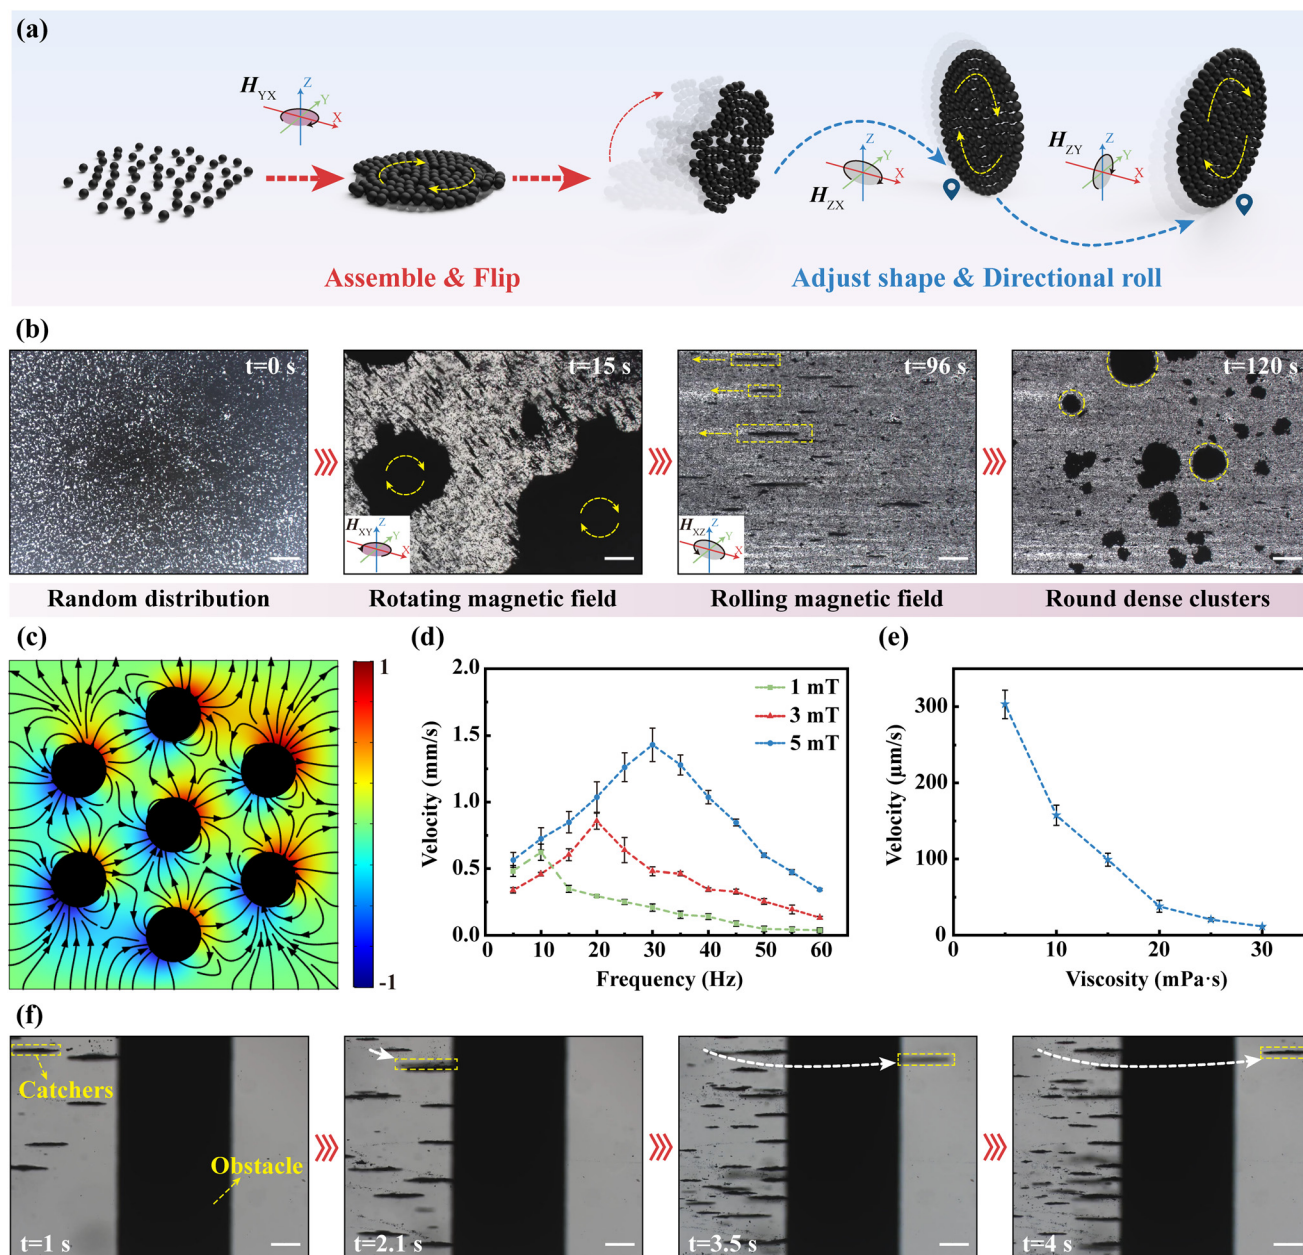 (a)
H_YX
Z
Y
X
H_ZX
Z
Y
X
H_ZY
Z
Y
X
Assemble & Flip
Adjust shape & Directional roll
(b)
t=0 s
t=15 s
t=96 s
t=120 s
H_XY
Z
Y
X
H_XZ
Z
Y
X
Random distribution
Rotating magnetic field
Rolling magnetic field
Round dense clusters
(c)
1
-1
(d)
Velocity (mm/s)
2.0
1.5
1.0
0.5
0.0
1 mT
3 mT
5 mT
0 10 20 30 40 50 60
Frequency (Hz)
(e)
Velocity (μm/s)
300
200
100
0
0 10 20 30
Viscosity (mPa·s)
(f)
Catchers
Obstacle
t=1 s
t=2.1 s
t=3.5 s
t=4 s